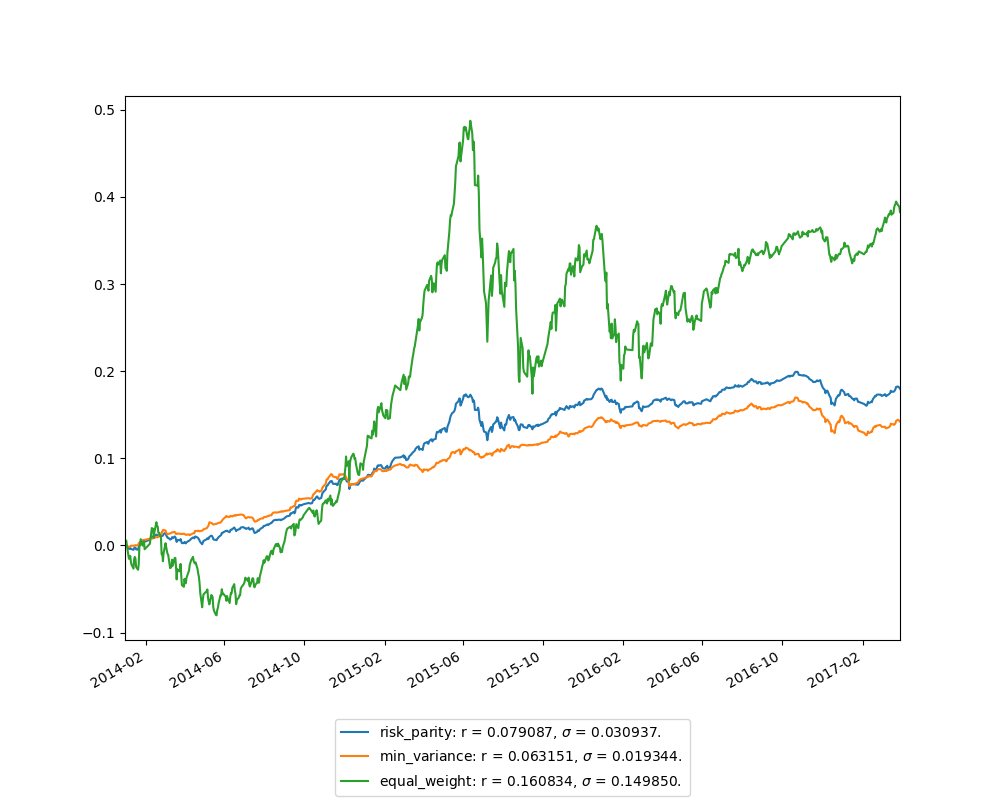 0.5
0.4
0.3
0.2
0.1
0.0
−0.1
2014-02 2014-06 2014-10 2015-02 2015-06 2015-10 2016-02 2016-06 2016-10 2017-02
risk_parity: r = 0.079087, σ = 0.030937.
min_variance: r = 0.063151, σ = 0.019344.
equal_weight: r = 0.160834, σ = 0.149850.